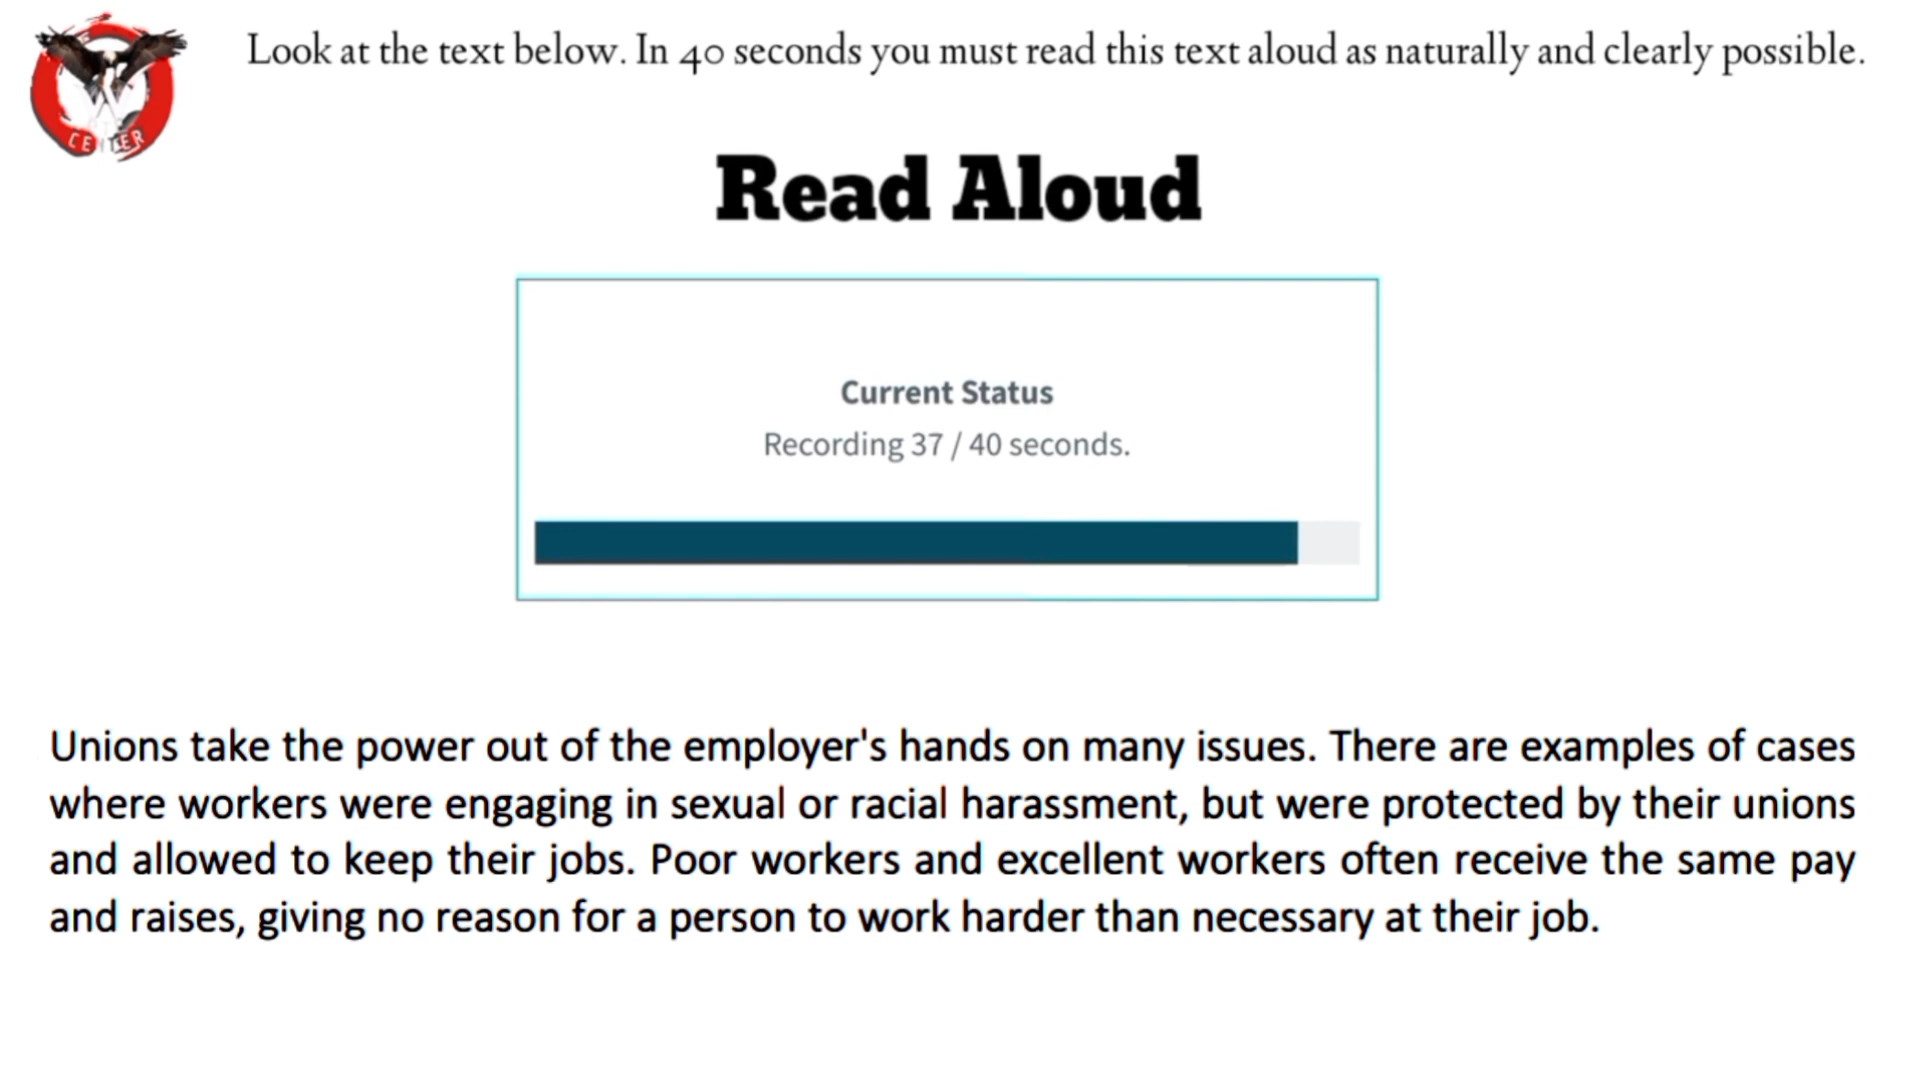 Look at the text below. In 40 seconds you must read this text aloud as naturally and clearly possible.
CENTER
Read Aloud
Current Status
Recording 37 / 40 seconds.
Unions take the power out of the employer's hands on many issues. There are examples of cases
where workers were engaging in sexual or racial harassment, but were protected by their unions
and allowed to keep their jobs. Poor workers and excellent workers often receive the same pay
and raises, giving no reason for a person to work harder than necessary at their job.